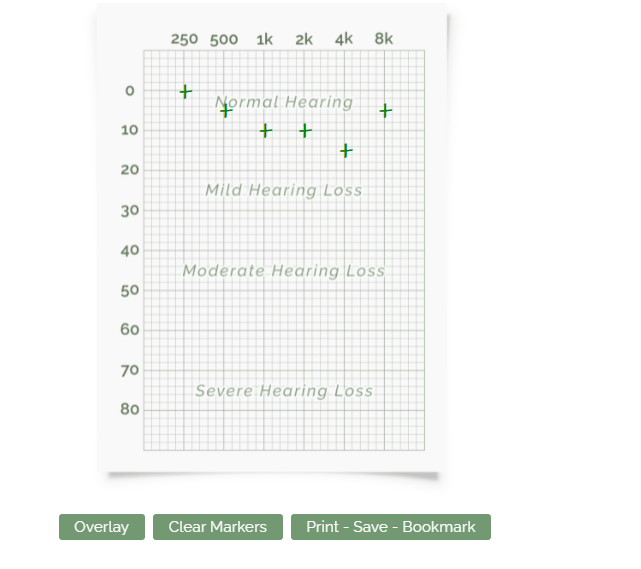 250 500 1k 2k 4k 8k
0
Normal Hearing
10
20
Mild Hearing Loss
30
40
Moderate Hearing Loss
50
60
70
Severe Hearing Loss
80
Overlay Clear Markers Print - Save - Bookmark